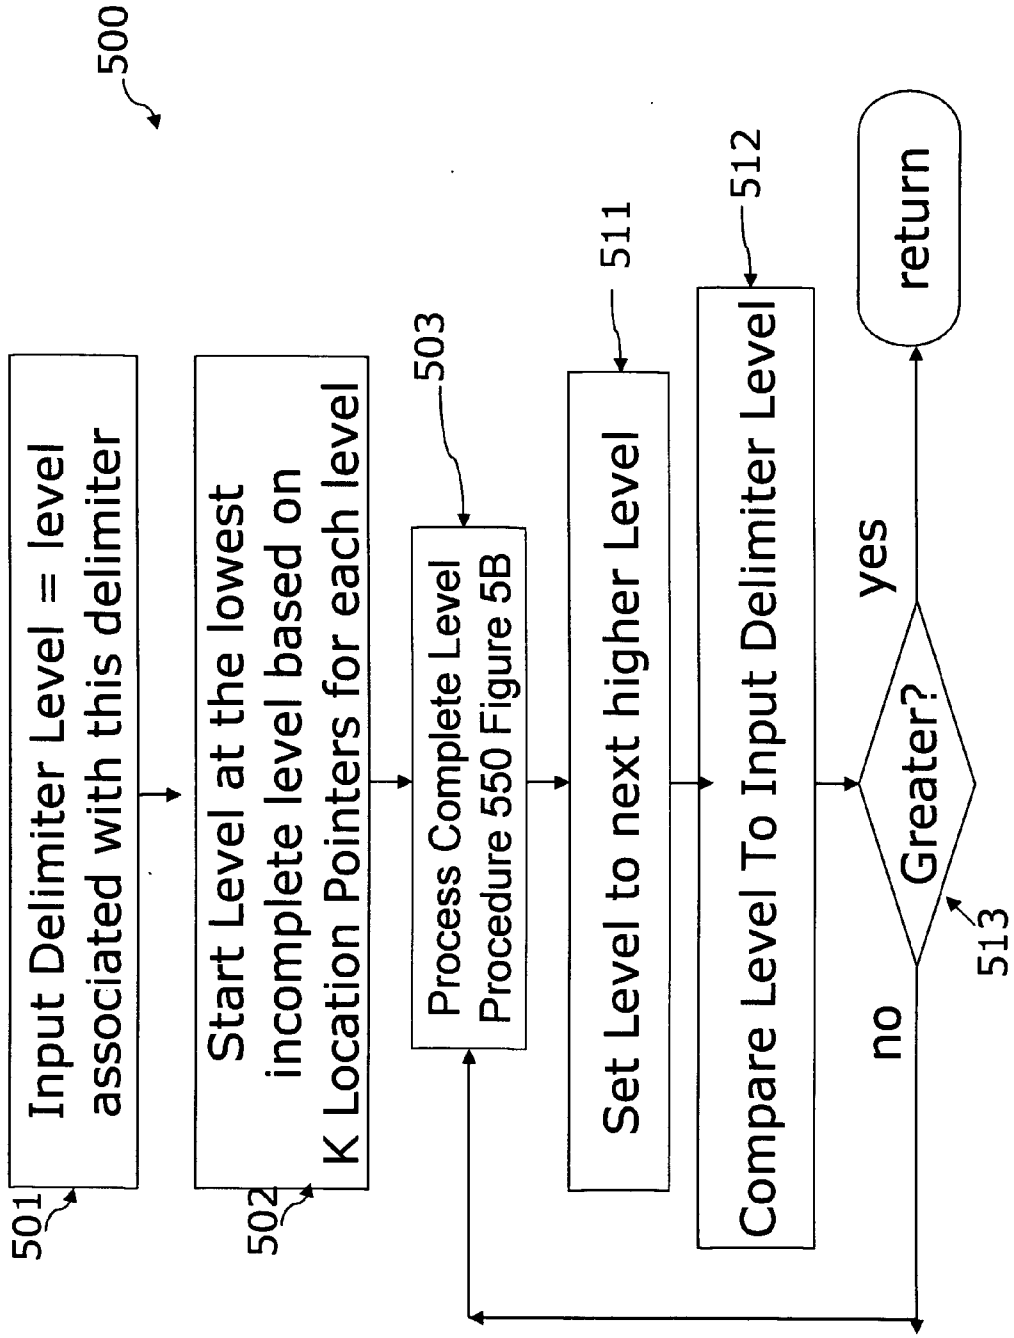 500
501
Input Delimiter Level = level
associated with this delimiter
502
Start Level at the lowest
incomplete level based on
K Location Pointers for each level
503
Process Complete Level
Procedure 550 Figure 5B
511
Set Level to next higher Level
512
Compare Level To Input Delimiter Level
513
Greater?
no
yes
return